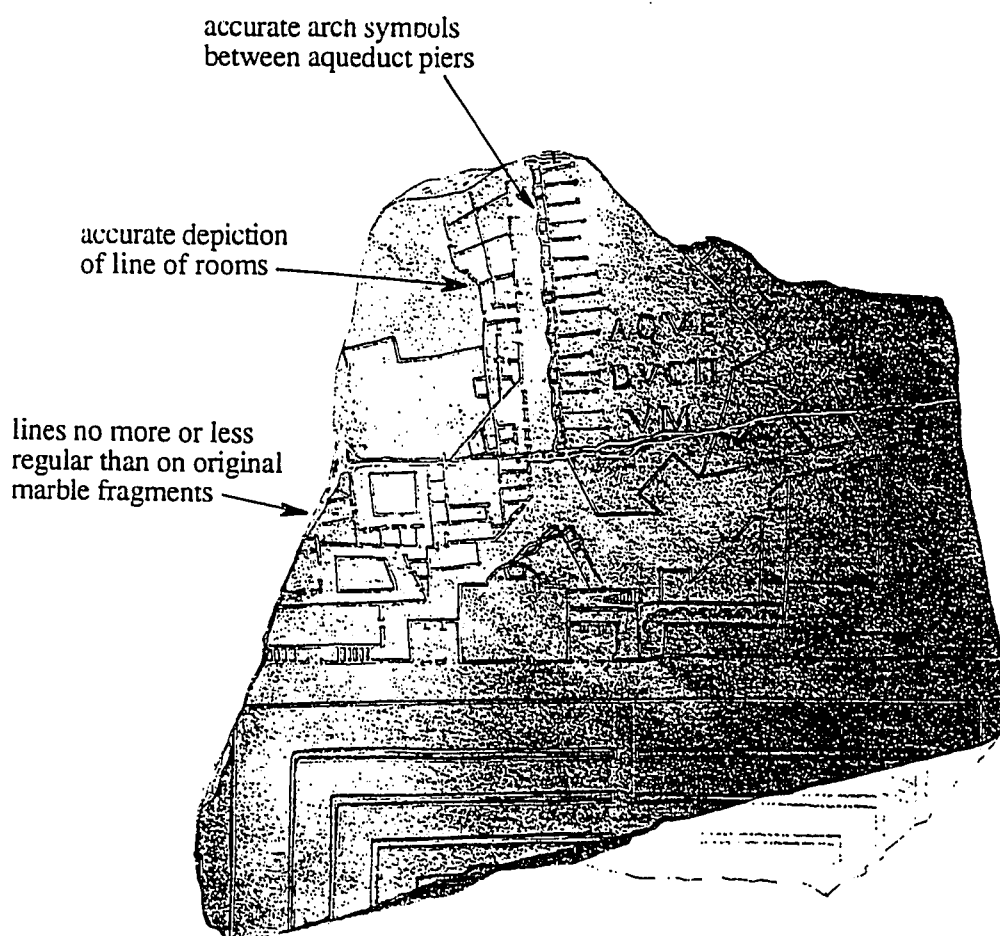 accurate arch symbols
between aqueduct piers
accurate depiction
of line of rooms
AQVE
DVCTI
VM
lines no more or less
regular than on original
marble fragments